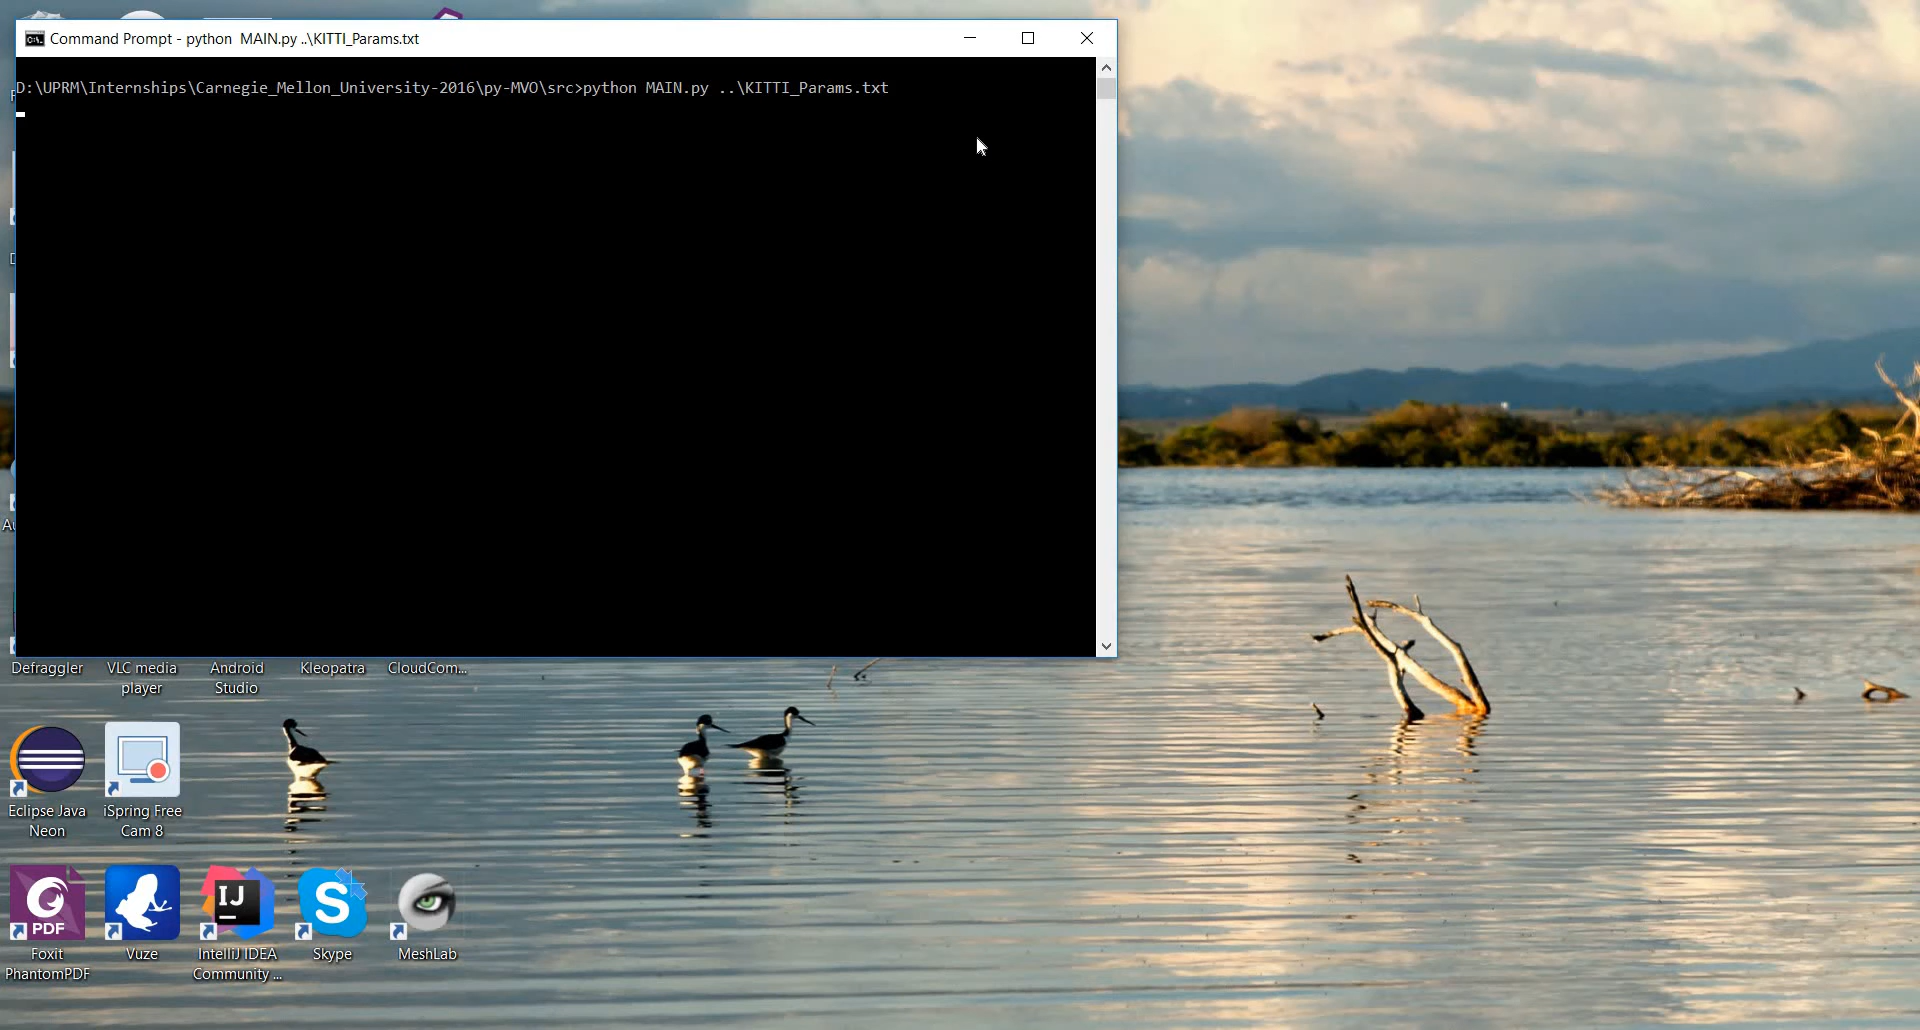 Command Prompt - python  MAIN.py ..\KITTI_Params.txt
D:\UPRM\Internships\Carnegie_Mellon_University-2016\py-MVO\src>python MAIN.py ..\KITTI_Params.txt
Defraggler
VLC media
player
Android
Studio
Kleopatra
CloudCom...
Eclipse Java
Neon
iSpring Free
Cam 8
PDF
IJ
S
Foxit
PhantomPDF
Vuze
IntelliJ IDEA
Community ...
Skype
MeshLab